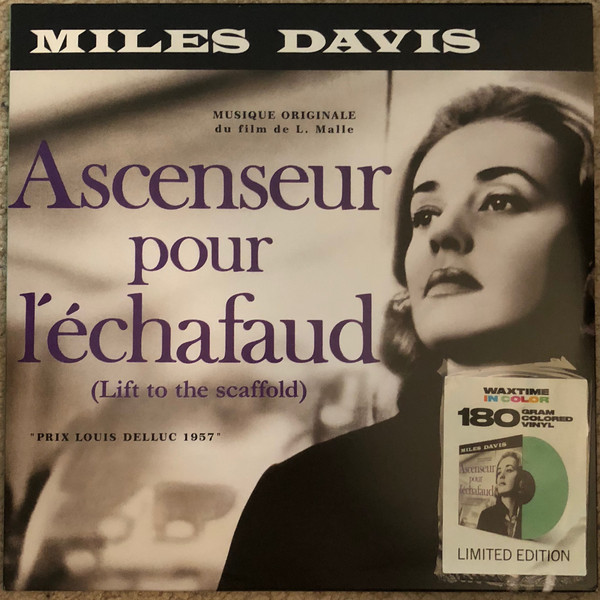 MILES DAVIS
MUSIQUE ORIGINALE
du film de L. Malle
Ascenseur
pour
l'échafaud
(Lift to the scaffold)
"PRIX LOUIS DELLUC 1957"
WAXTIME
IN COLOR
180 GRAM
COLORED
VINYL
MILES DAVIS
Ascenseur
pour
l'échafaud
LIMITED EDITION